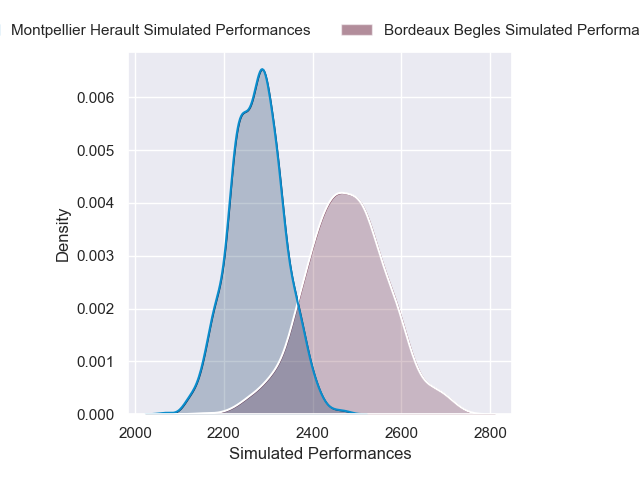 Montpellier Herault Simulated Performances
Bordeaux Begles Simulated Performa
0.006
0.005
0.004
0.003
0.002
0.001
0.000
Density
2000 2200 2400 2600 2800
Simulated Performances